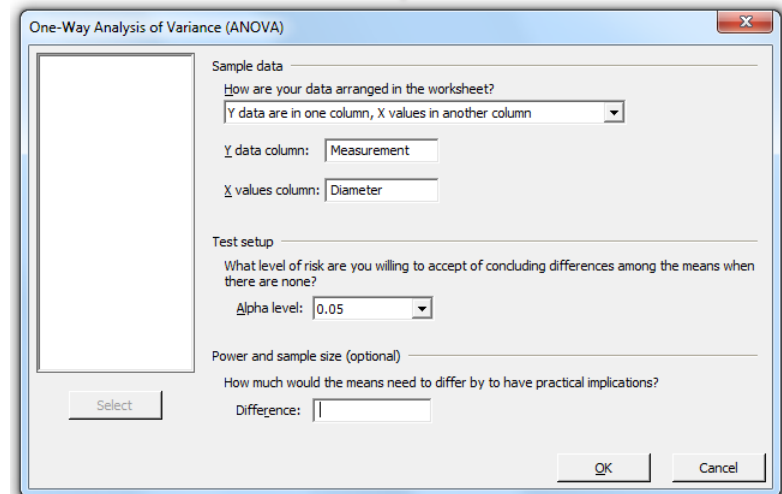 One-Way Analysis of Variance (ANOVA)
Sample data
How are your data arranged in the worksheet?
Y data are in one column, X values in another column
Y data column: Measurement
X values column: Diameter
Test setup
What level of risk are you willing to accept of concluding differences among the means when
there are none?
Alpha level: 0.05
Power and sample size (optional)
How much would the means need to differ by to have practical implications?
Select
Difference:
OK Cancel